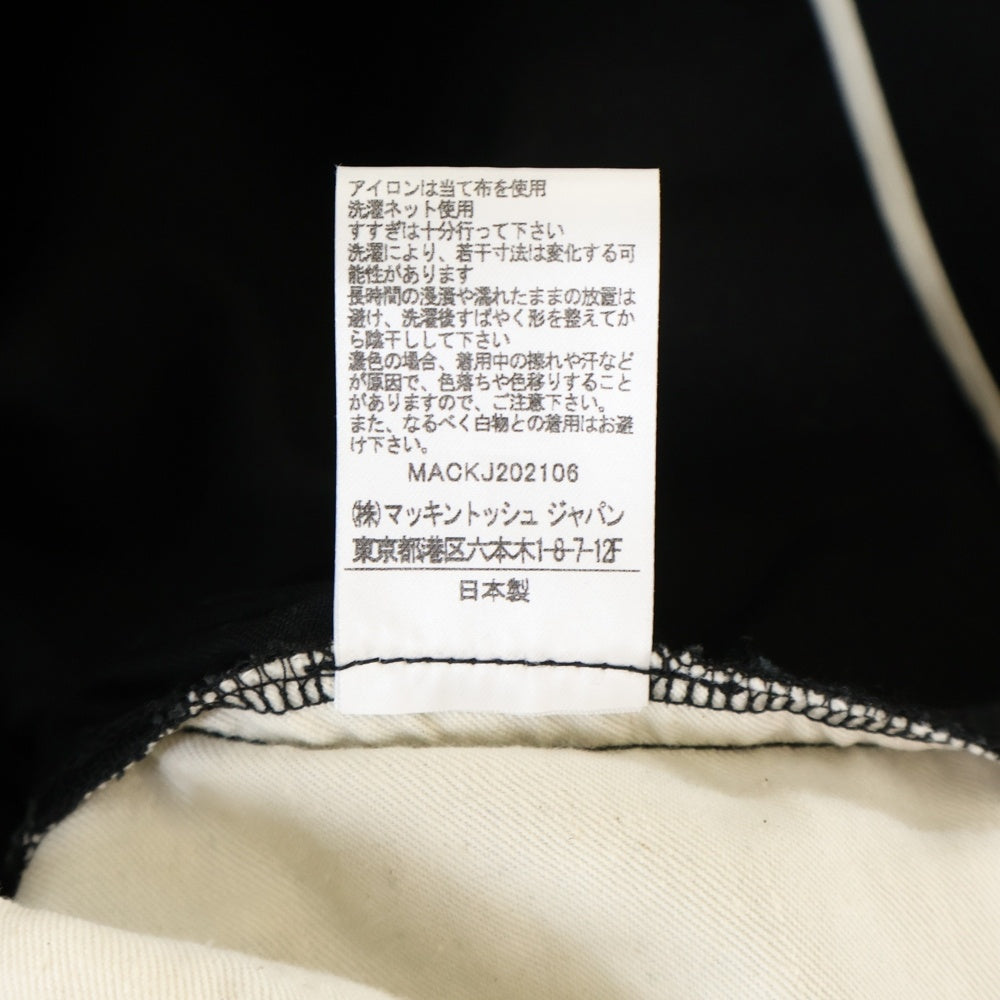 アイロンは当て布を使用
洗濯ネット使用
すすぎは十分行って下さい
洗濯により、若干寸法は変化する可
能性があります
長時間の浸漬や濡れたままの放置は
避け、洗濯後すばやく形を整えてか
ら陰干しして下さい
濃色の場合、着用中の擦れや汗など
が原因で、色落ちや色移りすること
がありますので、ご注意下さい。
また、なるべく白物との着用はお避
け下さい。
MACKJ202106
㈱マッキントッシュ ジャパン
東京都港区六本木1-8-7-12F
日本製